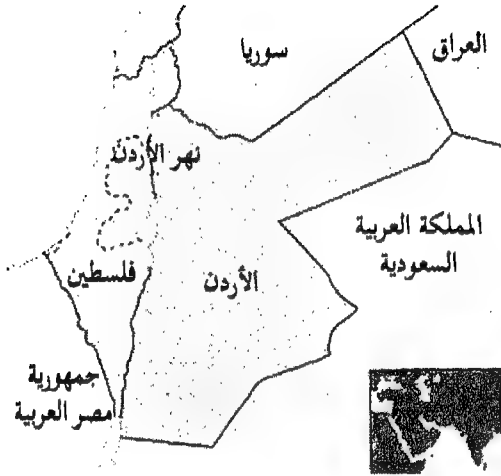 سوريا
العراق
نهر الأردن
المملكة العربية
السعودية
فلسطين
الأردن
جمهورية
مصر العربية